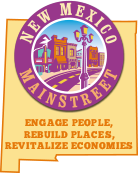 NEW MEXICO
MAINSTREET
ENGAGE PEOPLE,
REBUILD PLACES,
REVITALIZE ECONOMIES